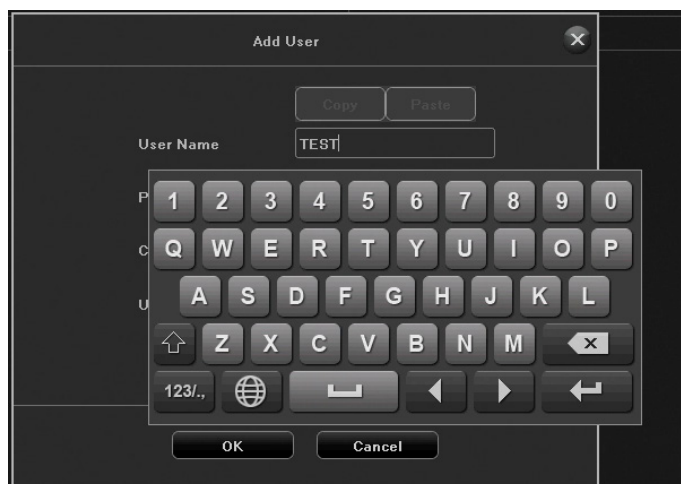 Add User
Copy Paste
User Name TEST
P
1 2 3 4 5 6 7 8 9 0
C
Q W E R T Y U I O P
U
A S D F G H J K L
Z X C V B N M
123/.,
OK Cancel